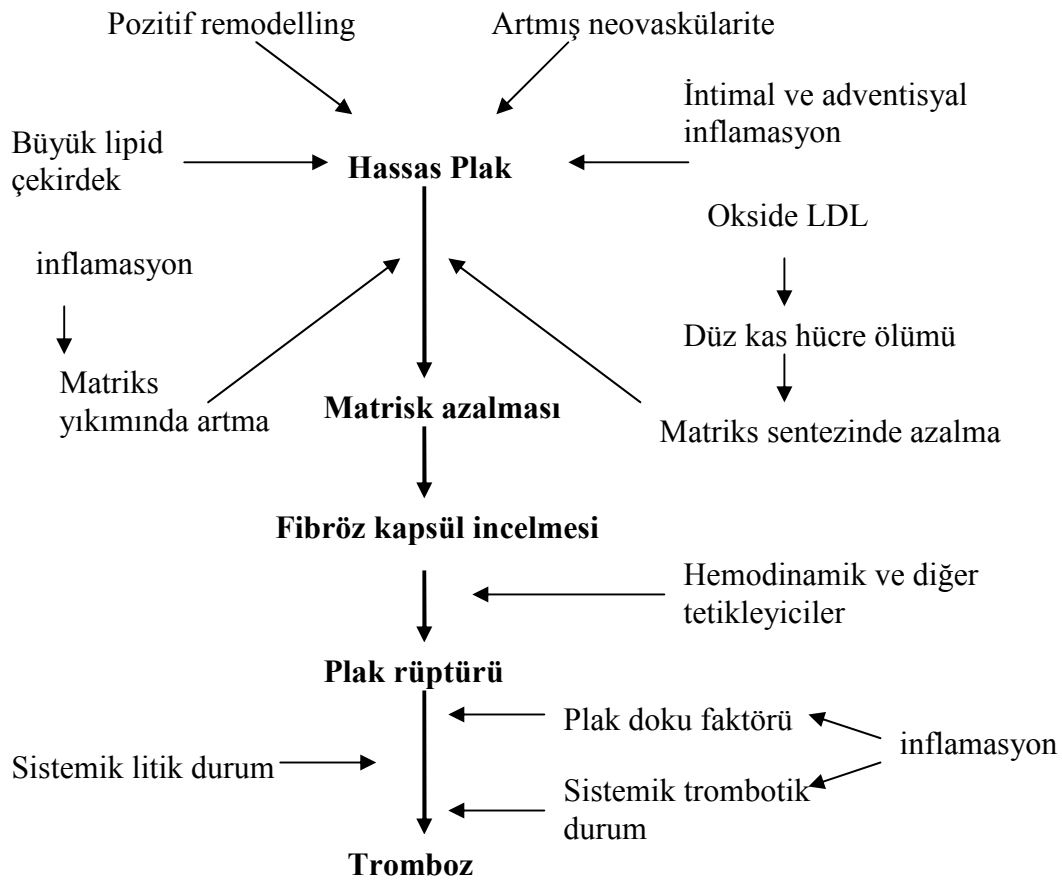 Pozitif remodelling
Artmış neovaskülarite
İntimal ve adventisyal
inflamasyon
Büyük lipid
çekirdek
Hassas Plak
Okside LDL
inflamasyon
Düz kas hücre ölümü
Matriks
yıkımında artma
Matrisk azalması
Matriks sentezinde azalma
Fibröz kapsül incelmesi
Hemodinamik ve diğer
tetikleyiciler
Plak rüptürü
Plak doku faktörü
inflamasyon
Sistemik litik durum
Sistemik trombotik
durum
Tromboz